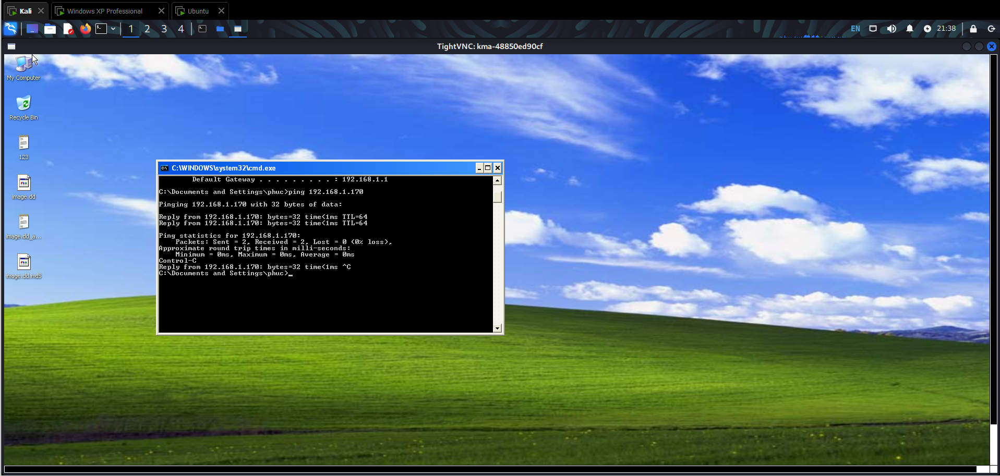 Kali
Windows XP Professional
Ubuntu
1 2 3 4
EN
21:38
TightVNC: kma-48850ed90cf
My Computer
Recycle Bin
123
image.dd
image.dd_a...
image.dd.md5
C:\WINDOWS\system32\cmd.exe
Default Gateway . . . . . . . . . : 192.168.1.1
C:\Documents and Settings\phuc>ping 192.168.1.170
Pinging 192.168.1.170 with 32 bytes of data:
Reply from 192.168.1.170: bytes=32 time<1ms TTL=64
Reply from 192.168.1.170: bytes=32 time<1ms TTL=64
Ping statistics for 192.168.1.170:
Packets: Sent = 2, Received = 2, Lost = 0 (0% loss),
Approximate round trip times in milli-seconds:
Minimum = 0ms, Maximum = 0ms, Average = 0ms
Control-C
Reply from 192.168.1.170: bytes=32 time<1ms ^C
C:\Documents and Settings\phuc>_